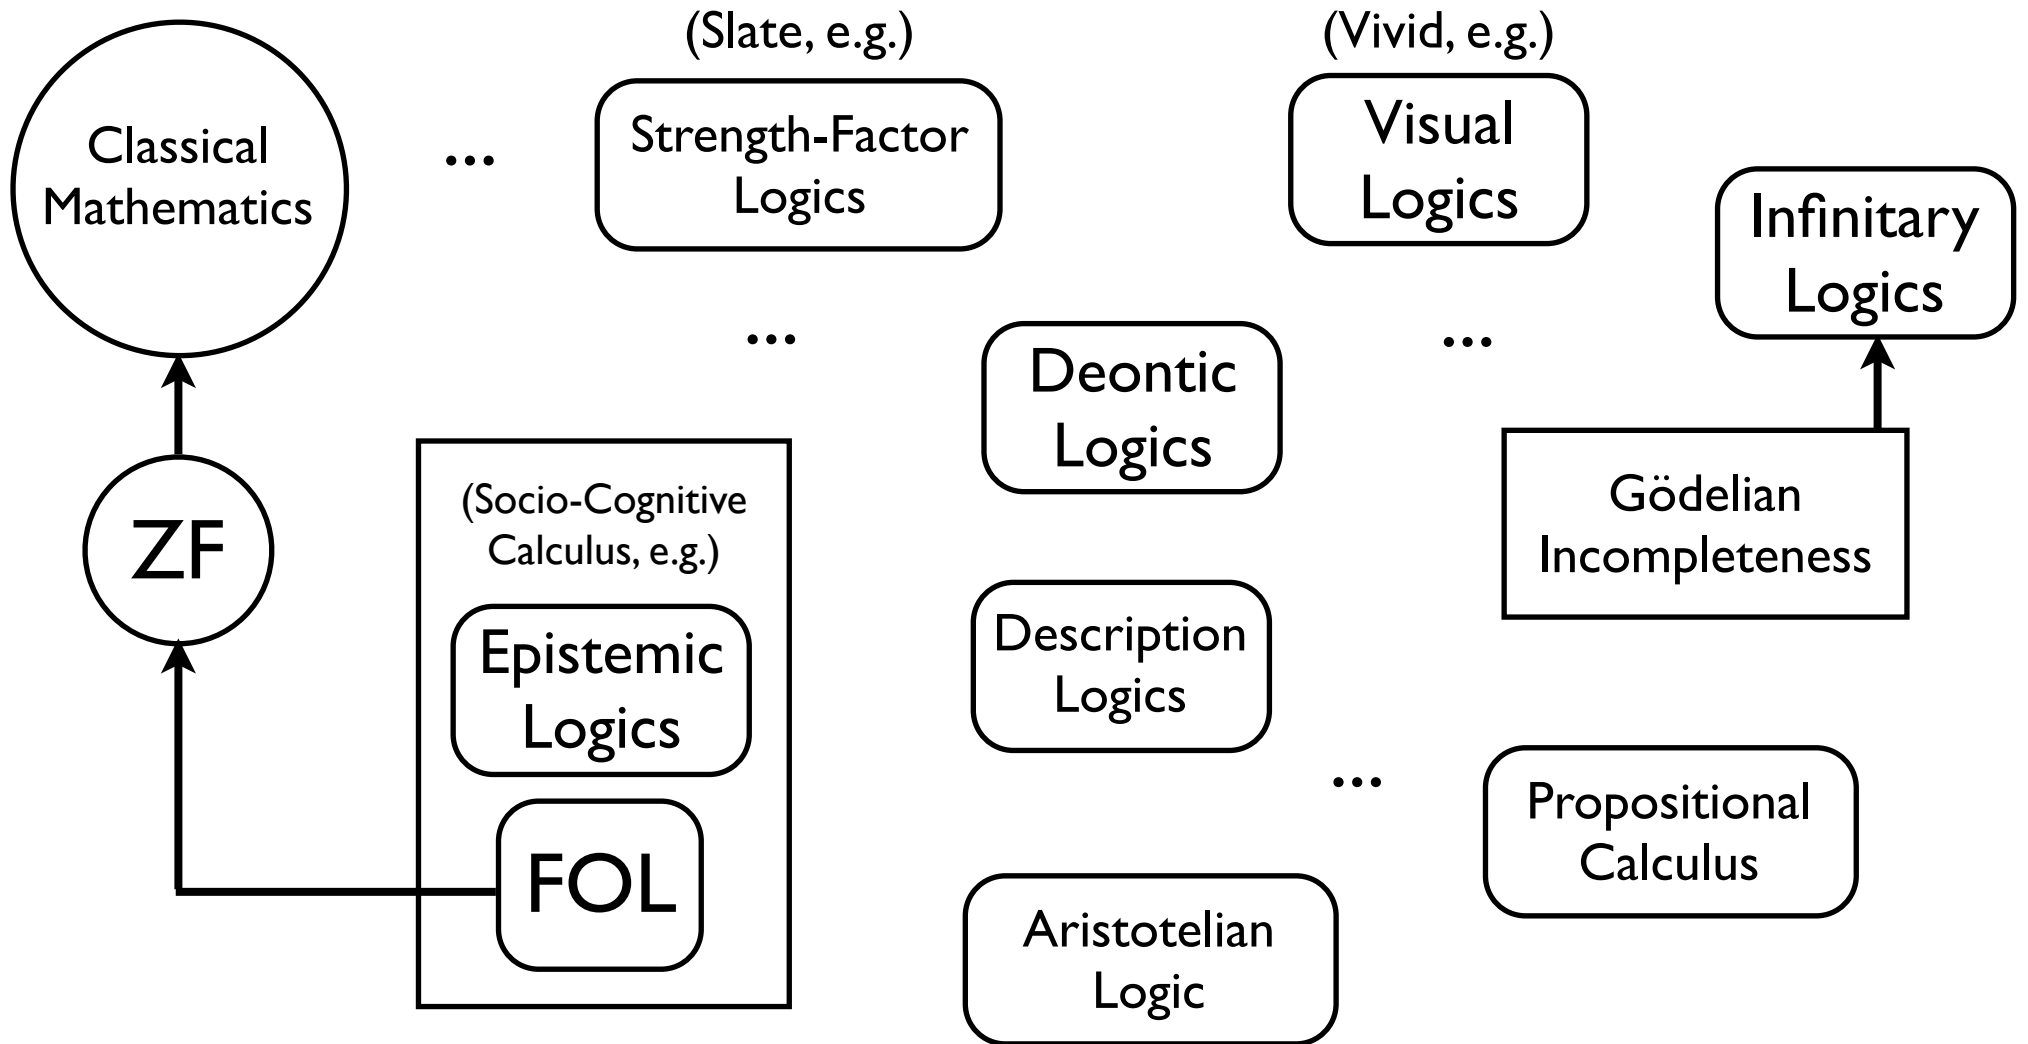 (Slate, e.g.)
(Vivid, e.g.)
Classical
Mathematics
...
Strength-Factor
Logics
Visual
Logics
Infinitary
Logics
...
Deontic
Logics
...
ZF
(Socio-Cognitive
Calculus, e.g.)
Gödelian
Incompleteness
Epistemic
Logics
Description
Logics
...
Propositional
Calculus
FOL
Aristotelian
Logic